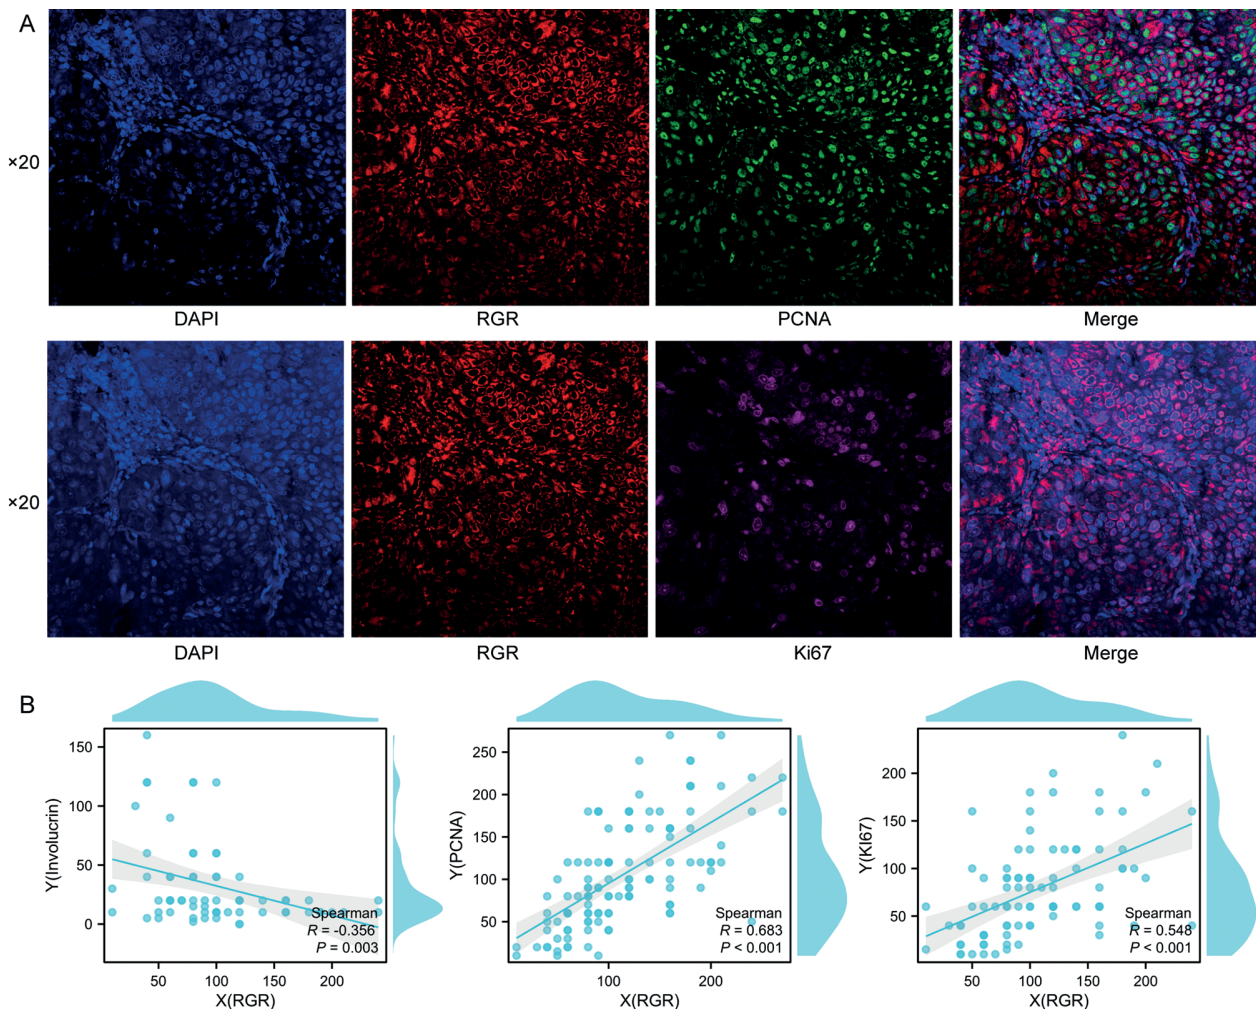 A
×20
DAPI
RGR
PCNA
Merge
×20
DAPI
RGR
Ki67
Merge
B
150
100
50
0
Y(Involucrin)
Spearman
R = -0.356
P = 0.003
50
100
150
200
X(RGR)
250
200
150
100
50
Y(PCNA)
Spearman
R = 0.683
P < 0.001
100
200
X(RGR)
200
150
100
50
Y(KI67)
Spearman
R = 0.548
P < 0.001
50
100
150
200
X(RGR)